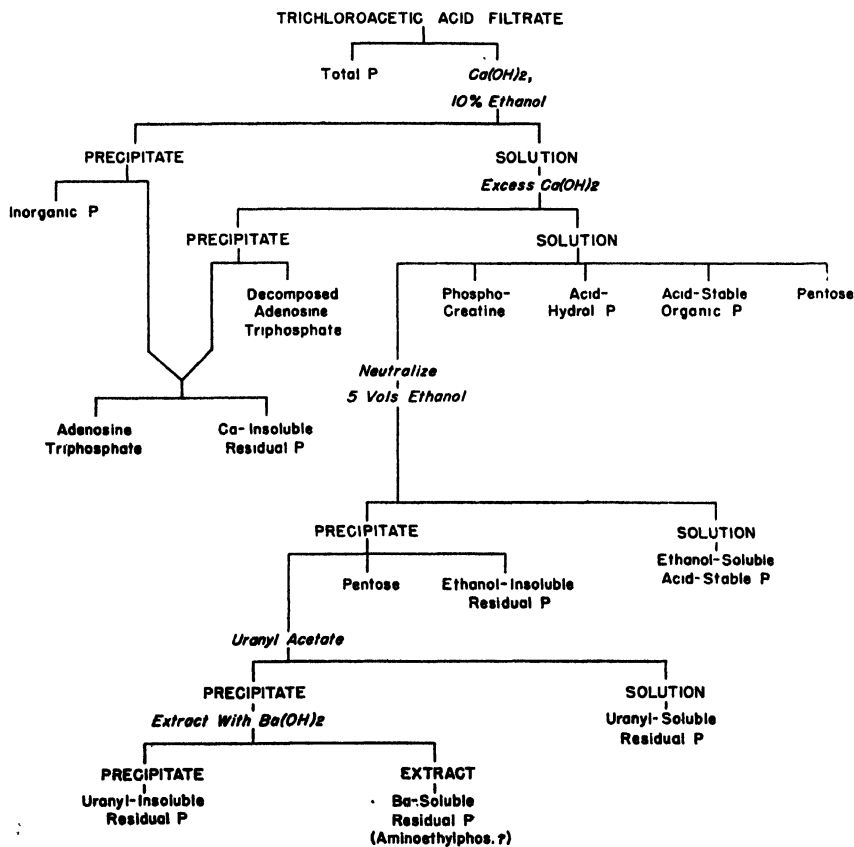 TRICHLOROACETIC ACID FILTRATE
Total P
Ca(OH)2,
10% Ethanol
PRECIPITATE
SOLUTION
Excess Ca(OH)2
Inorganic P
PRECIPITATE
SOLUTION
Decomposed
Adenosine
Triphosphate
Phospho-
Creatine
Acid-
Hydrol P
Acid-Stable
Organic P
Pentose
Neutralize
5 Vols Ethanol
Adenosine
Triphosphate
Ca-Insoluble
Residual P
PRECIPITATE
SOLUTION
Ethanol-Soluble
Acid-Stable P
Pentose
Ethanol-Insoluble
Residual P
Uranyl Acetate
PRECIPITATE
SOLUTION
Extract With Ba(OH)2
Uranyl-Soluble
Residual P
PRECIPITATE
EXTRACT
Uranyl-Insoluble
Residual P
Ba-Soluble
Residual P
(Aminoethylphos.?)